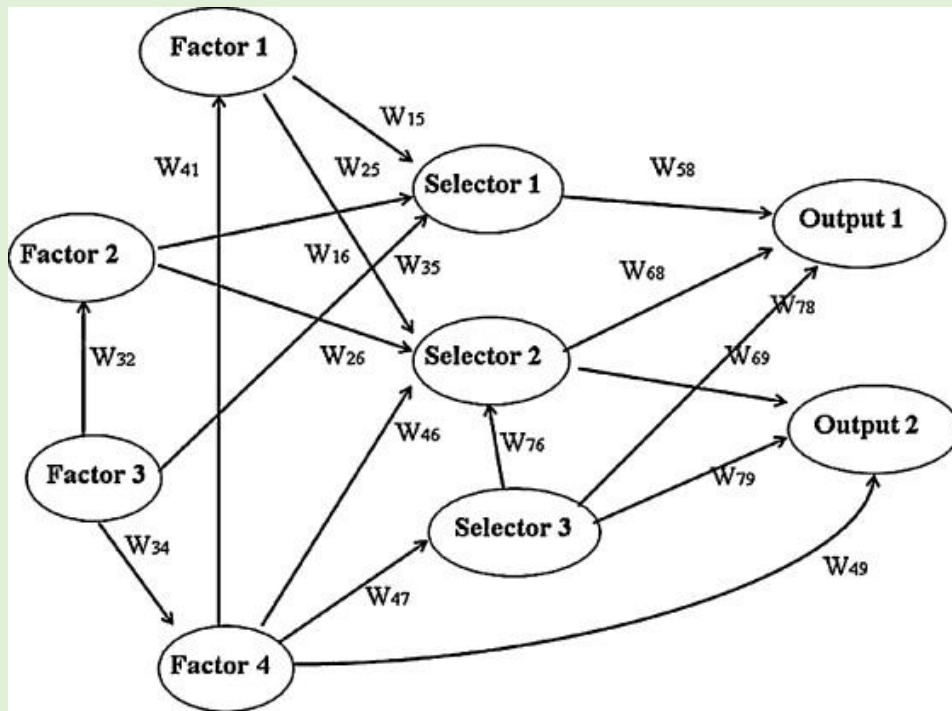 Factor 1
W15
W41
W25
Selector 1
W58
Output 1
Factor 2
W16
W35
W68
W78
W32
W26
Selector 2
W69
Output 2
W46
W76
Factor 3
W79
Selector 3
W34
W47
W49
Factor 4